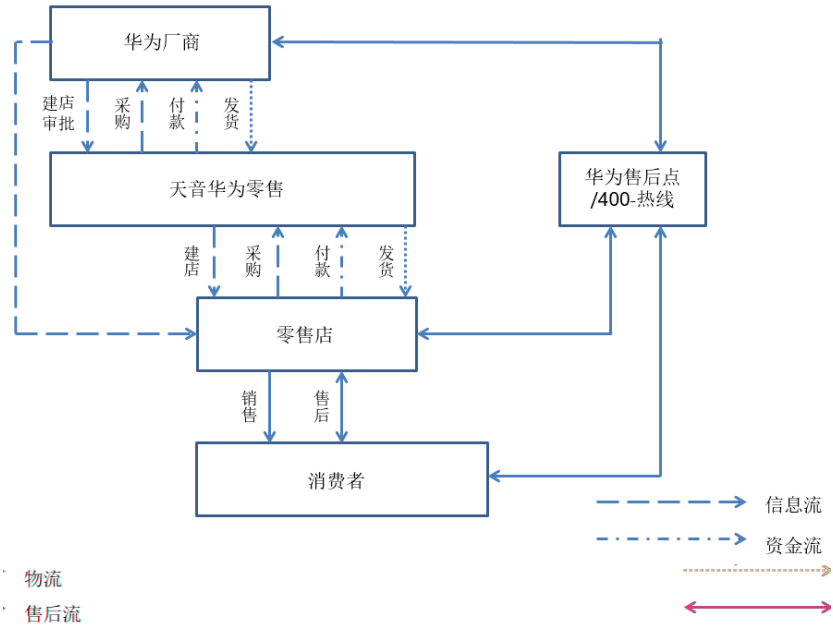 华为厂商
建店
审批
采购
付款
发货
天音华为零售
华为售后点
/400-热线
建店
采购
付款
发货
零售店
销售
售后
消费者
信息流
资金流
物流
售后流